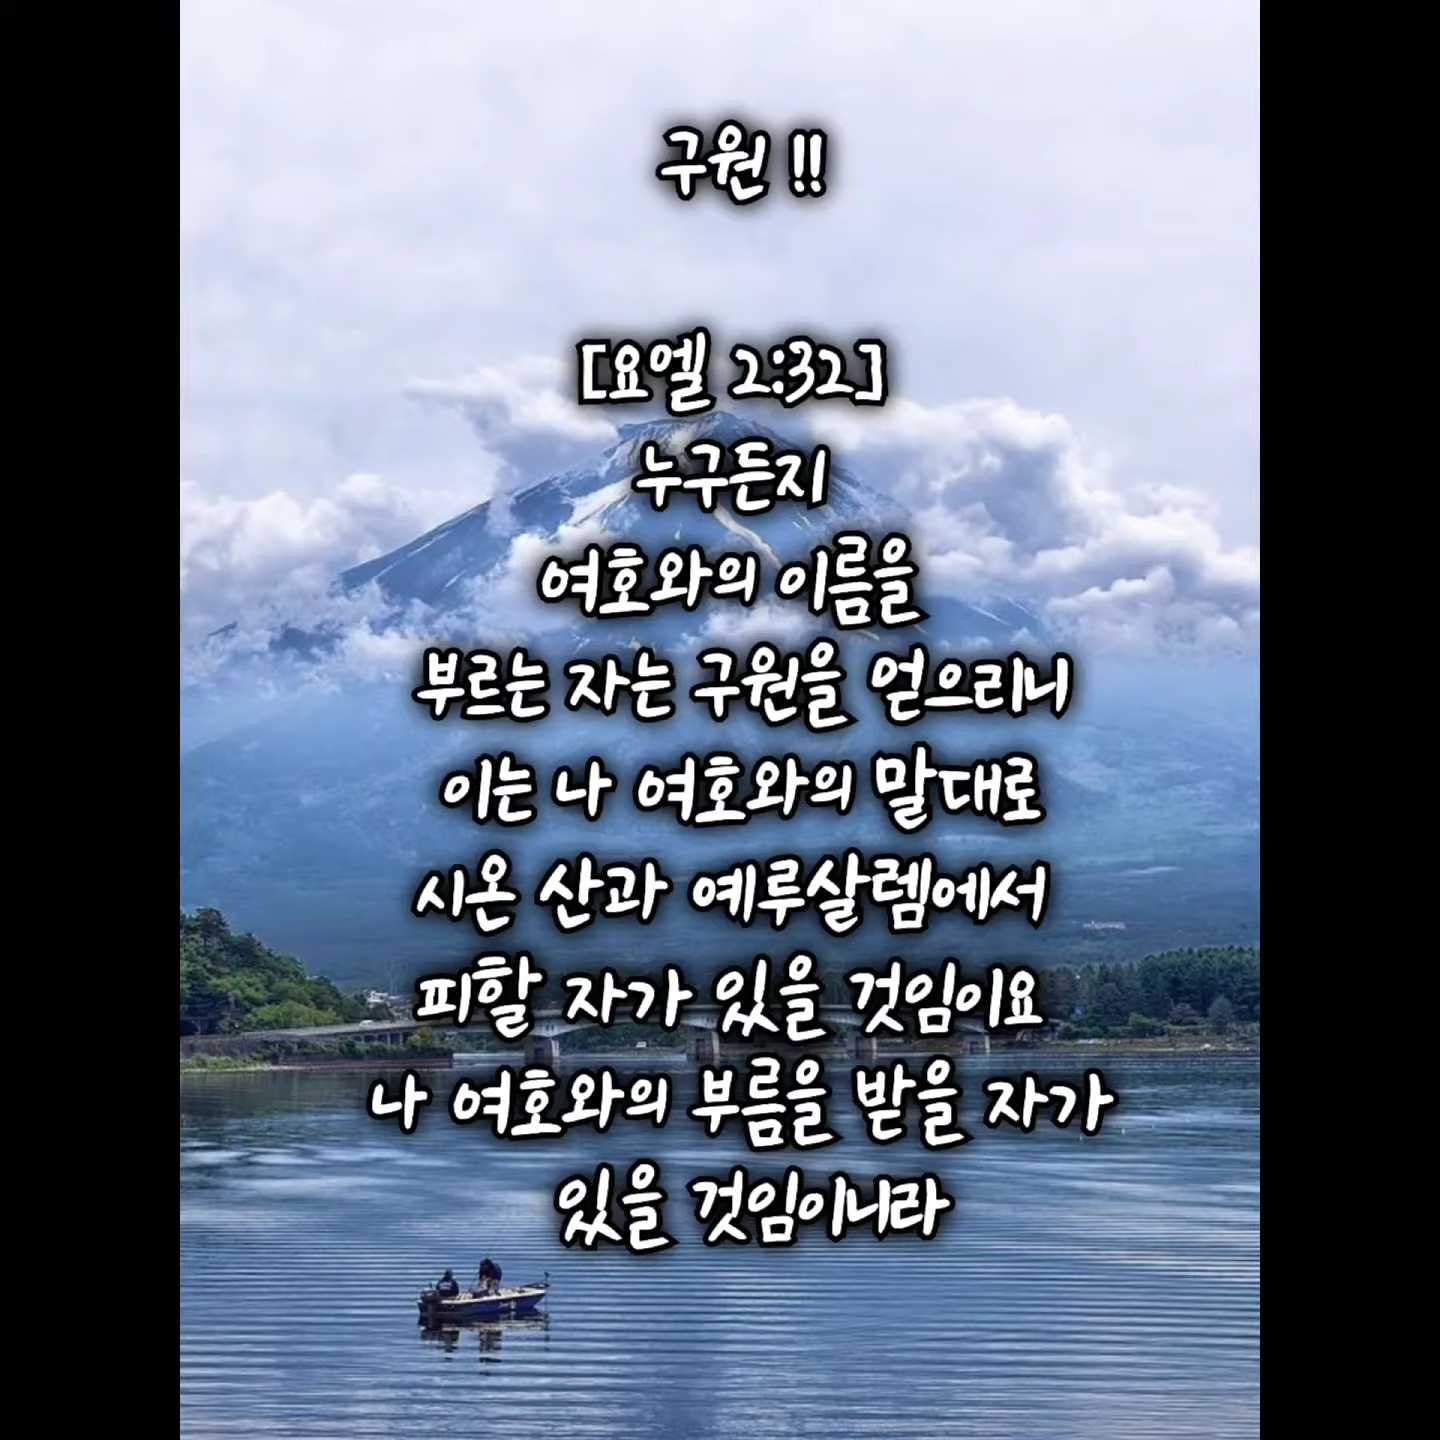 구원 !!
[요엘 2:32]
누구든지
여호와의 이름을
부르는 자는 구원을 얻으리니
이는 나 여호와의 말대로
시온 산과 예루살렘에서
피할 자가 있을 것임이요
나 여호와의 부름을 받을 자가
있을 것임이니라